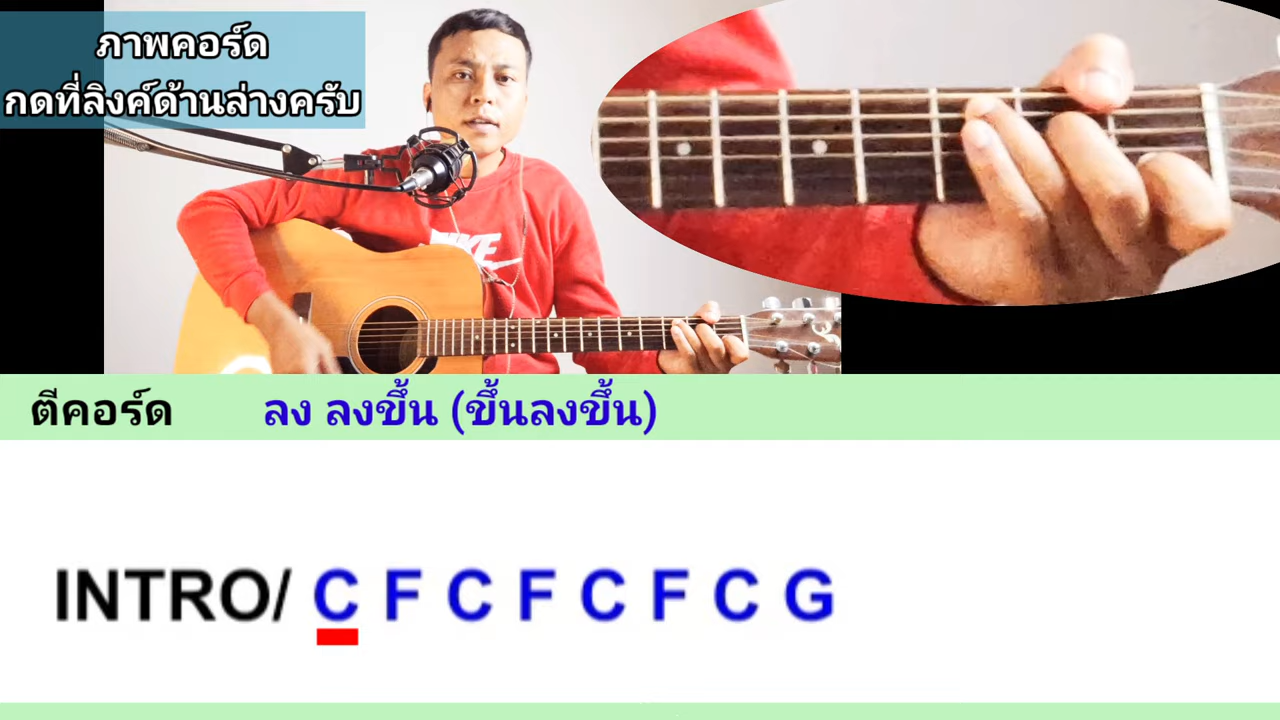 ภาพคอร์ด
กดที่ลิงค์ด้านล่างครับ
NIKE
ตีคอร์ด ลง ลงขึ้น (ขึ้นลงขึ้น)
INTRO/ C F C F C F C G